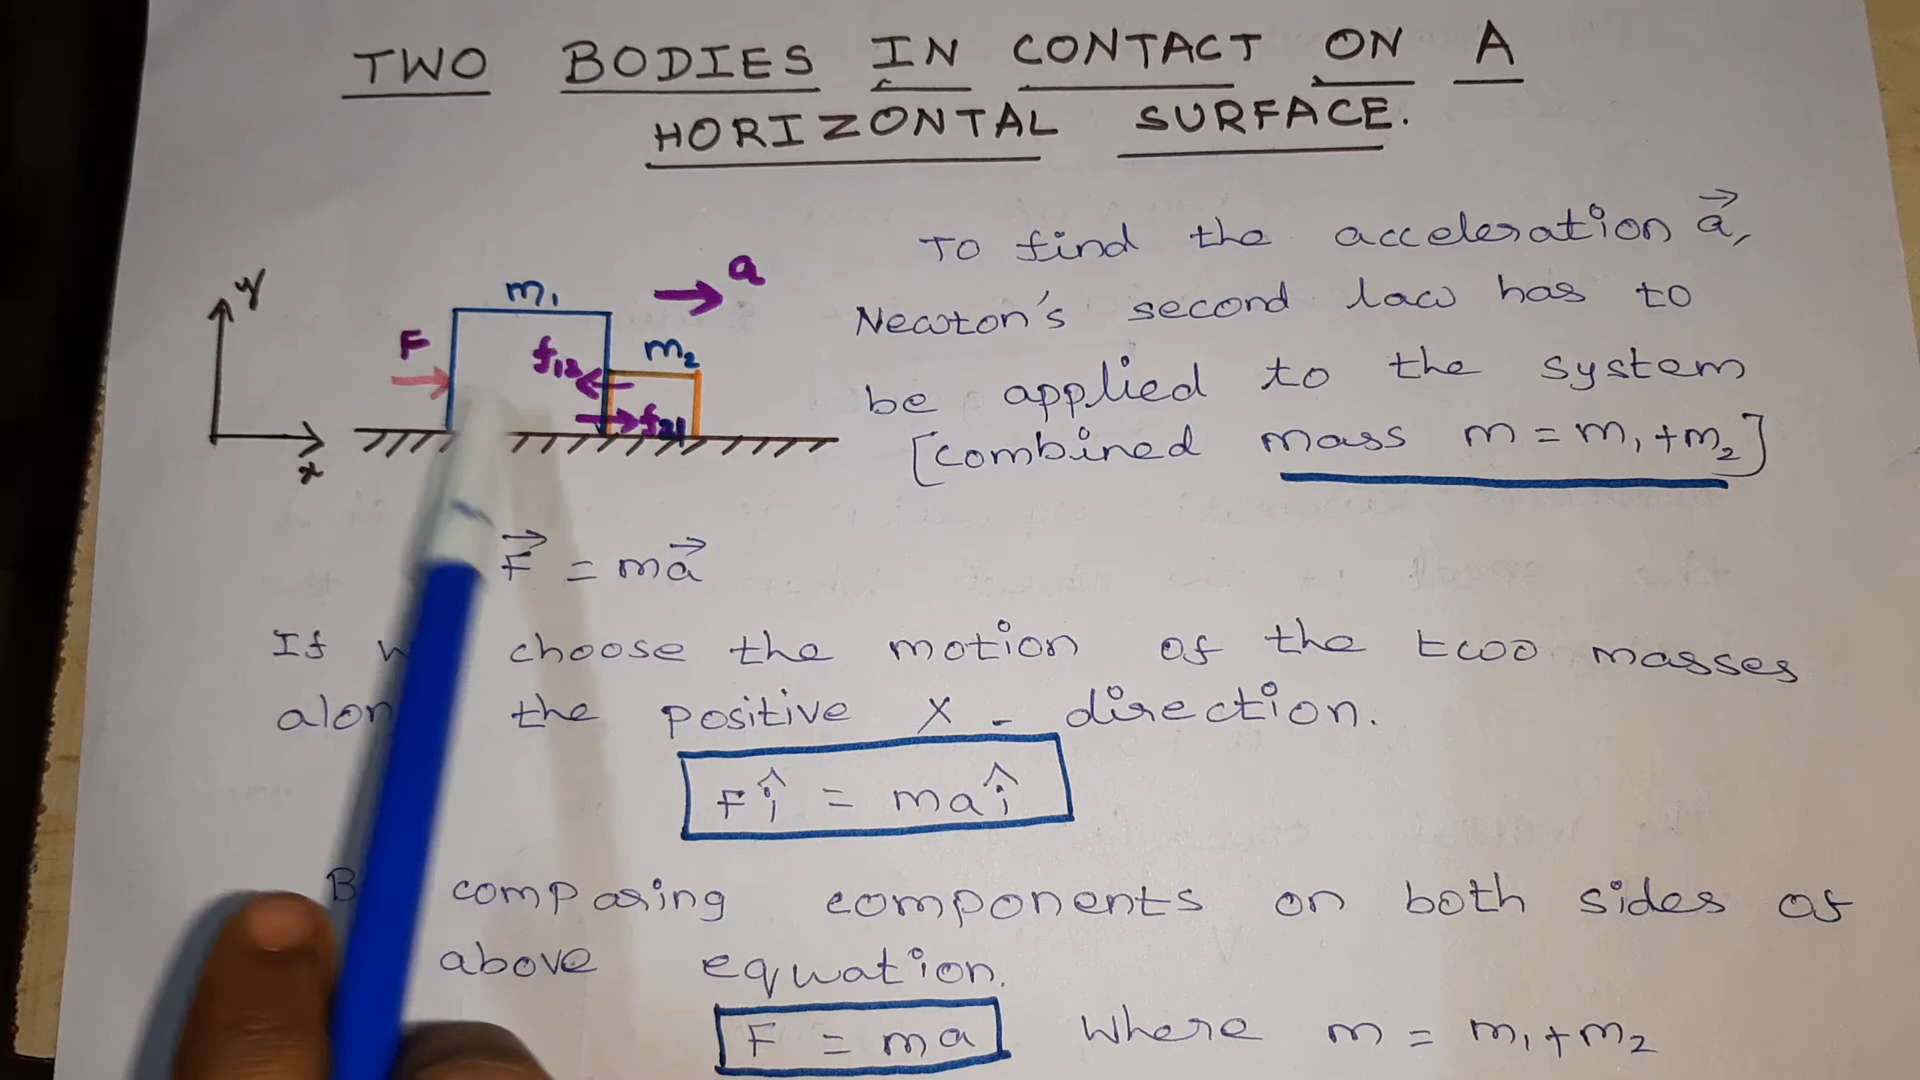 TWO BODIES IN CONTACT ON A
HORIZONTAL SURFACE.
To find the acceleration a⃗,
Newton's second law has to
be applied to the system
[combined mass m = m₁+m₂]
y
x
F
m₁
f₁₂
m₂
f₂₁
a
F⃗ = ma⃗
If choose the motion of the two masses
the positive x - direction.
Fî = maî
comparing components on both sides of
above equation.
F = ma where m = m₁+m₂